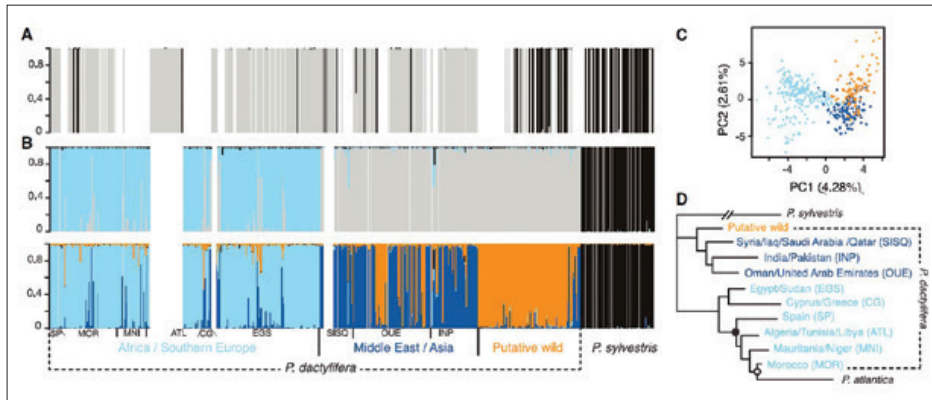 A
0.8
0.4
0
B
0.8
0.4
0
0.8
0.4
0
SP MOR MNI ATL /CG EGS SISQ OUE INP
Africa / Southern Europe
Middle East / Asia
Putative wild
P. sylvestris
P. dactylifera
C
PC2 (2.61%)
5
0
-5
-4 0 4
PC1 (4.28%)
D
P. sylvestris
Putative wild
Syria/Iaq/Saudi Arabia /Qatar (SISQ)
India/Pakistan (INP)
Oman/United Arab Emirates (OUE)
Egypt/Sudan (EGS)
Cyprus/Greece (CG)
Spain (SP)
Algeria/Tunisia/Libya (ATL)
Mauritania/Niger (MNI)
Morocco (MOR)
P. atlantica
P. dactylifera